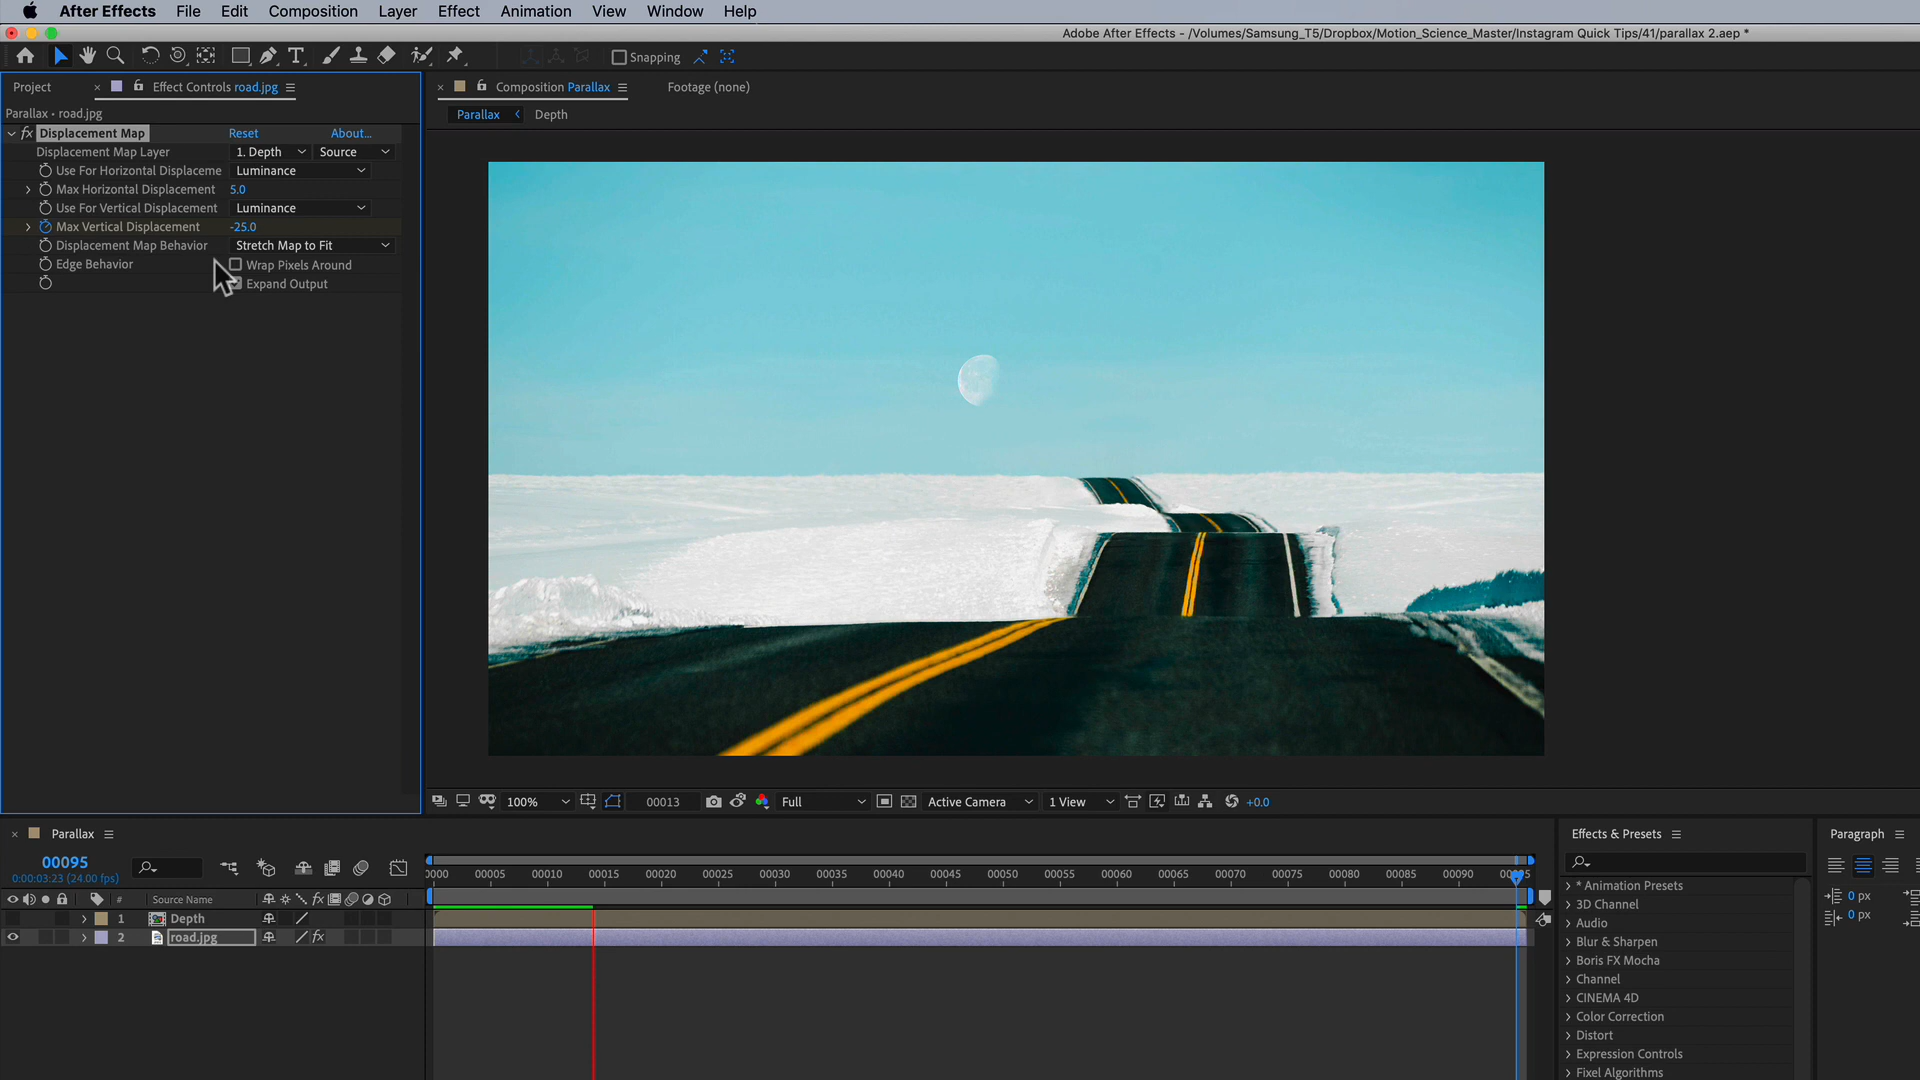 After Effects File Edit Composition Layer Effect Animation View Window Help
Adobe After Effects - /Volumes/Samsung_T5/Dropbox/Motion_Science_Master/Instagram Quick Tips/41/parallax 2.aep *
Snapping
Project
Effect Controls road.jpg
Parallax • road.jpg
fx Displacement Map Reset About...
Displacement Map Layer 1. Depth Source
Use For Horizontal Displaceme Luminance
Max Horizontal Displacement 5.0
Use For Vertical Displacement Luminance
Max Vertical Displacement -25.0
Displacement Map Behavior Stretch Map to Fit
Edge Behavior Wrap Pixels Around
Expand Output
Composition Parallax
Footage (none)
Parallax Depth
100% 00013 Full Active Camera 1 View +0.0
Parallax
00095
0:00:03:23 (24.00 fps)
# Source Name fx
1 Depth
2 road.jpg fx
0000 00005 00010 00015 00020 00025 00030 00035 00040 00045 00050 00055 00060 00065 00070 00075 00080 00085 00090
Effects & Presets
* Animation Presets
3D Channel
Audio
Blur & Sharpen
Boris FX Mocha
Channel
CINEMA 4D
Color Correction
Distort
Expression Controls
Fixel Algorithms
Paragraph
0 px
0 px